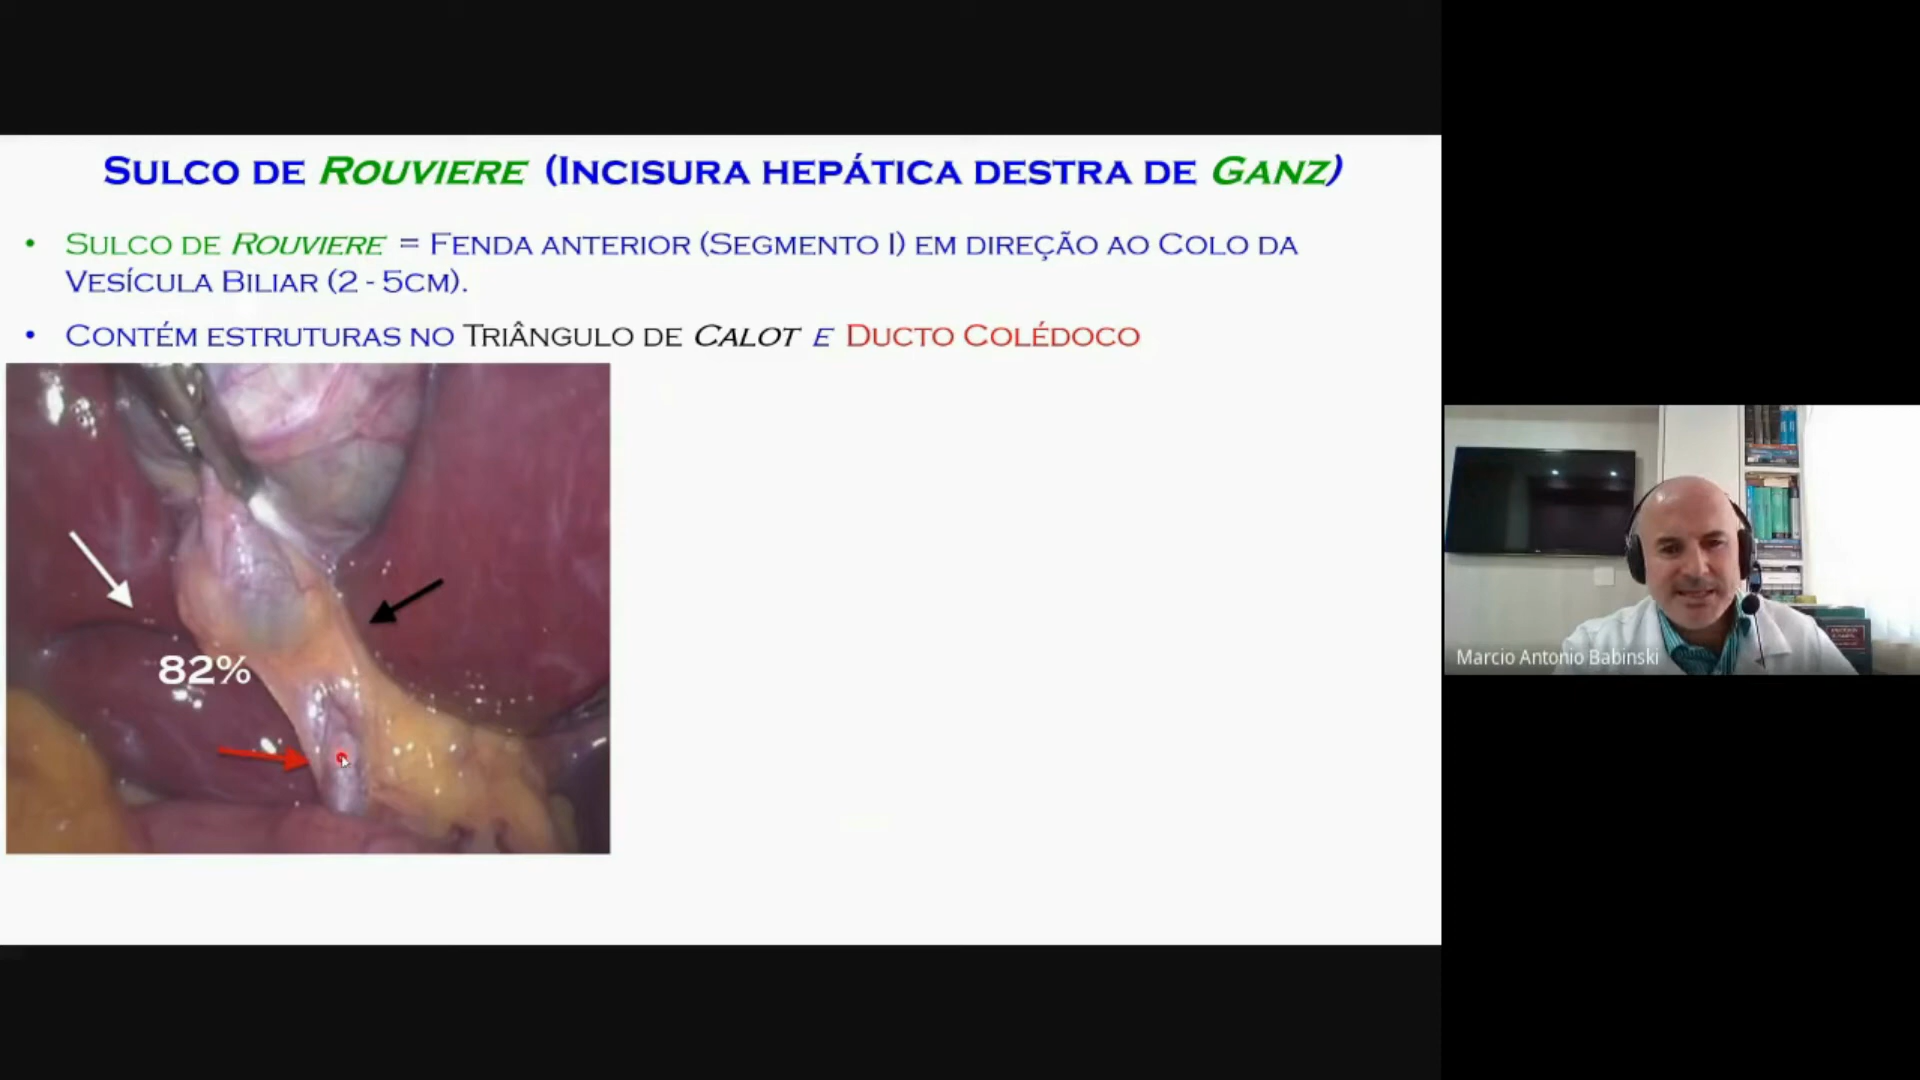 SULCO DE ROUVIERE (INCISURA HEPÁTICA DESTRA DE GANZ)
• SULCO DE ROUVIERE = FENDA ANTERIOR (SEGMENTO I) EM DIREÇÃO AO COLO DA
VESÍCULA BILIAR (2 - 5CM).
• CONTÉM ESTRUTURAS NO TRIÂNGULO DE CALOT E DUCTO COLÉDOCO
82%
Marcio Antonio Babinski